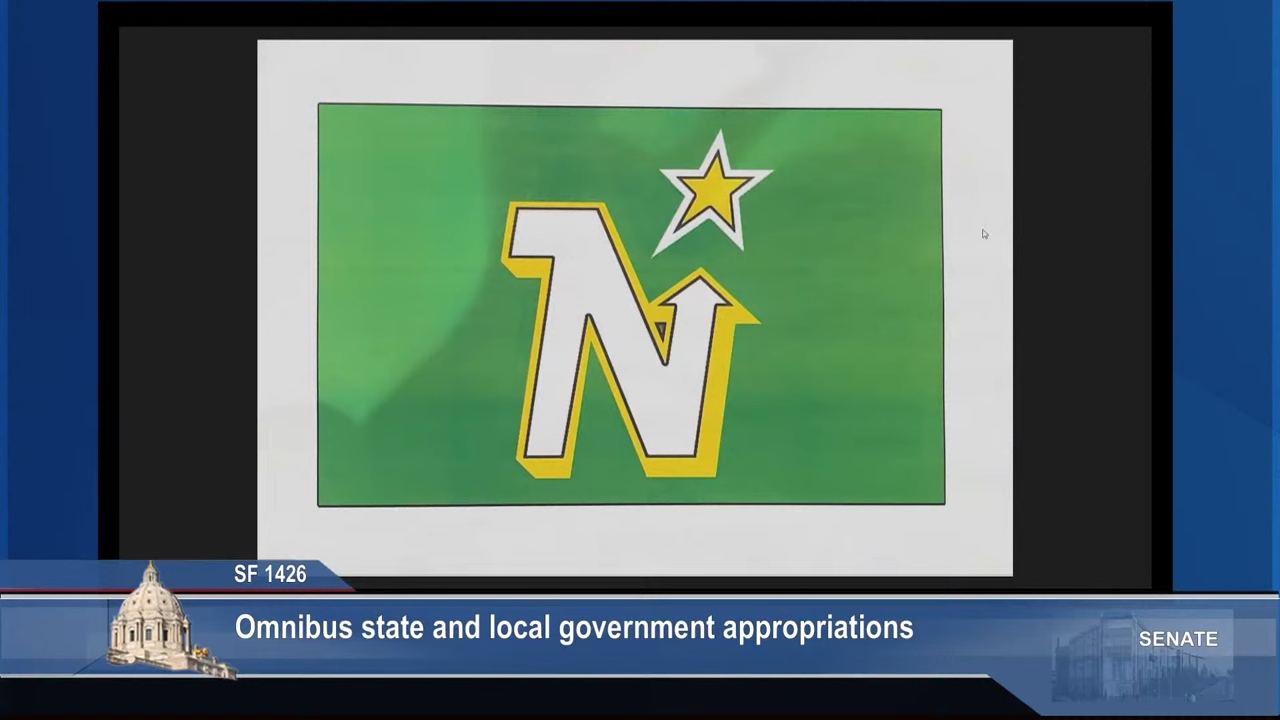 N
SF 1426
Omnibus state and local government appropriations
SENATE